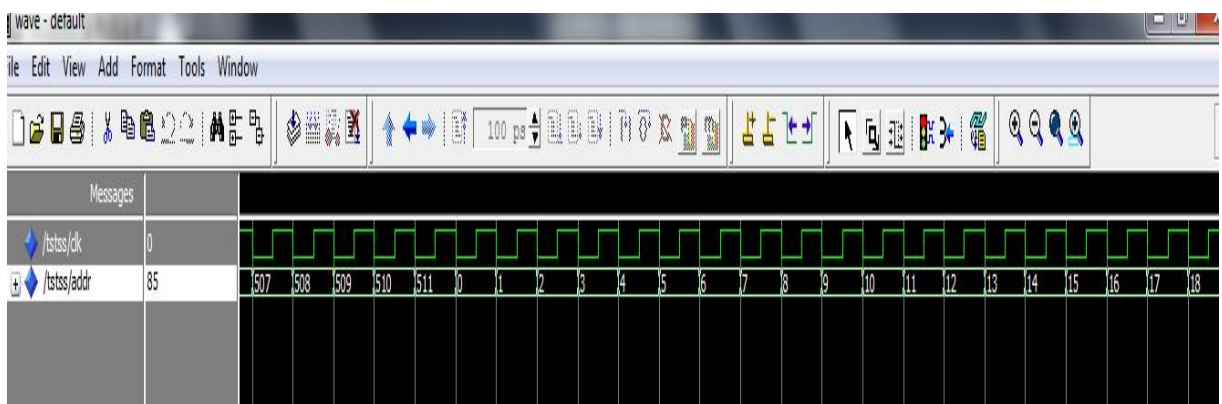 wave - default
File Edit View Add Format Tools Window
100 ps
Messages
/tstss/clk 0
/tstss/addr 85 507 508 509 510 511 0 1 2 3 4 5 6 7 8 9 10 11 12 13 14 15 16 17 18